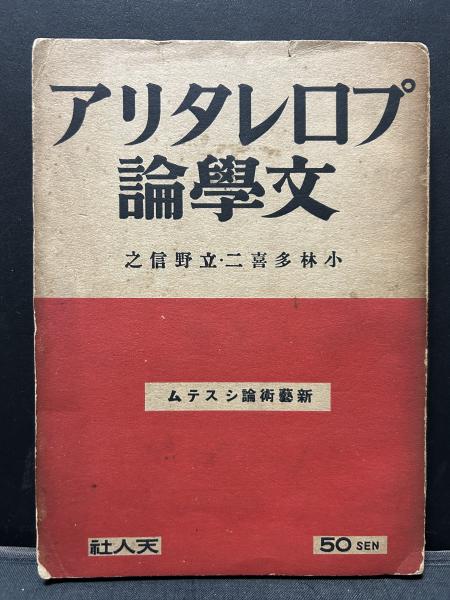 プロレタリア
文學論
小林多喜二・立野信之
新藝術論システム
天人社
50 SEN